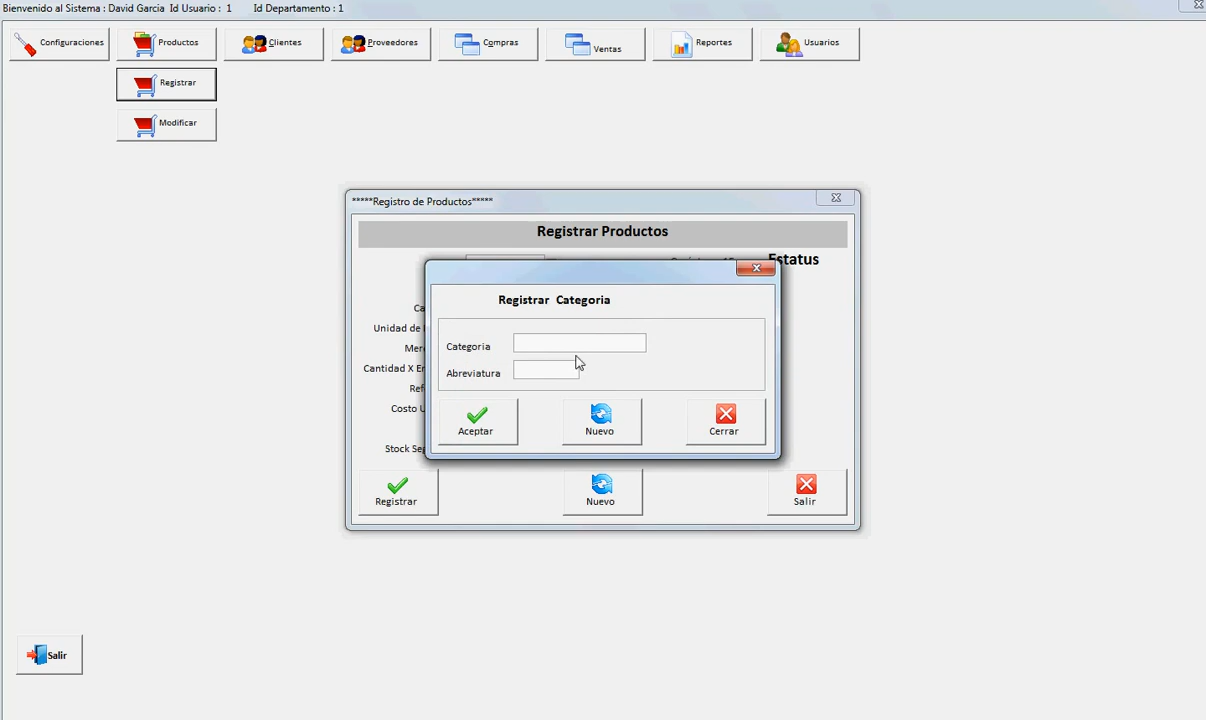 Bienvenido al Sistema : David Garcia Id Usuario : 1 Id Departamento : 1
Configuraciones
Productos
Clientes
Proveedores
Compras
Ventas
Reportes
Usuarios
Registrar
Modificar
*****Registro de Productos*****
Registrar Productos
Estatus
Registrar Categoria
Unidad de
Categoria
Cantidad X
Abreviatura
Costo
Stock
Aceptar
Nuevo
Cerrar
Registrar
Nuevo
Salir
Salir